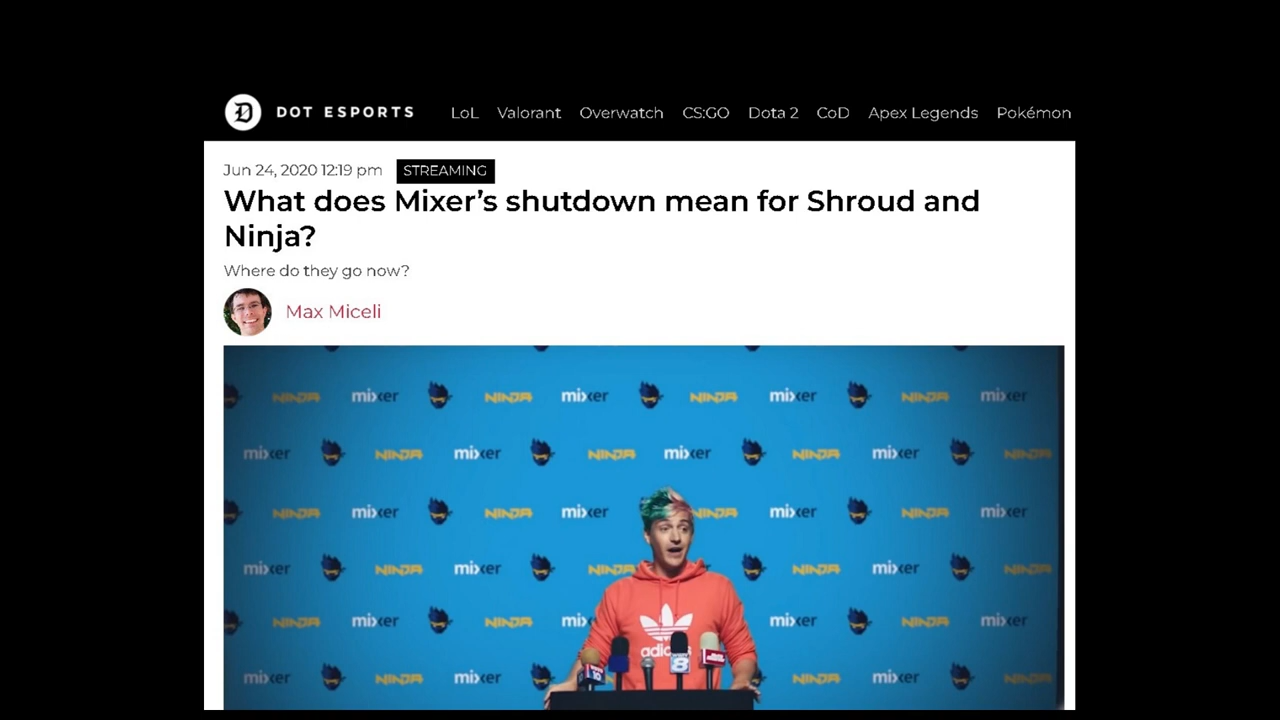 DOT ESPORTS LoL Valorant Overwatch CS:GO Dota 2 CoD Apex Legends Pokémon
Jun 24, 2020 12:19 pm STREAMING
What does Mixer's shutdown mean for Shroud and
Ninja?
Where do they go now?
Max Miceli
NINJA mixer NINJA mixer NINJA mixer NINJA mixer
mixer NINJA mixer NINJA mixer NINJA mixer NINJA
NINJA mixer NINJA mixer NINJA mixer NINJA mixer
mixer NINJA mixer NINJA mixer NINJA
NINJA mixer NINJA mixer NINJA mixer
adidas
mixer NINJA mixer NINJA mixer NINJA
8
10